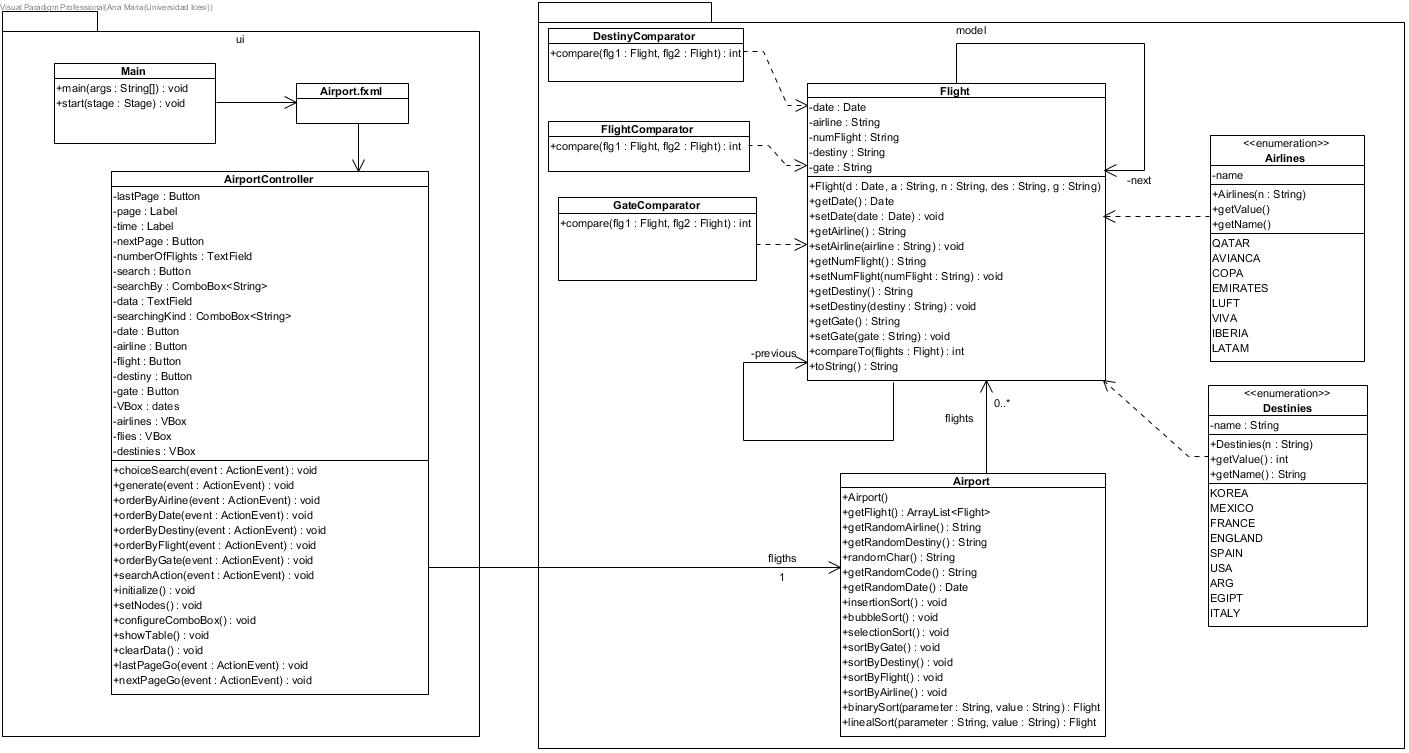 Visual Paradigm Professional(Ana Maria(Universidad Icesi))
ui
Main
+main(args : String[]) : void
+start(stage : Stage) : void
Airport.fxml
AirportController
-lastPage : Button
-page : Label
-time : Label
-nextPage : Button
-numberOfFlights : TextField
-search : Button
-searchBy : ComboBox<String>
-data : TextField
-searchingKind : ComboBox<String>
-date : Button
-airline : Button
-flight : Button
-destiny : Button
-gate : Button
-VBox : dates
-airlines : VBox
-flies : VBox
-destinies : VBox
+choiceSearch(event : ActionEvent) : void
+generate(event : ActionEvent) : void
+orderByAirline(event : ActionEvent) : void
+orderByDate(event : ActionEvent) : void
+orderByDestiny(event : ActionEvent) : void
+orderByFlight(event : ActionEvent) : void
+orderByGate(event : ActionEvent) : void
+searchAction(event : ActionEvent) : void
+initialize() : void
+setNodes() : void
+configureComboBox() : void
+showTable() : void
+clearData() : void
+lastPageGo(event : ActionEvent) : void
+nextPageGo(event : ActionEvent) : void
fligths
1
model
DestinyComparator
+compare(flg1 : Flight, flg2 : Flight) : int
FlightComparator
+compare(flg1 : Flight, flg2 : Flight) : int
GateComparator
+compare(flg1 : Flight, flg2 : Flight) : int
Flight
-date : Date
-airline : String
-numFlight : String
-destiny : String
-gate : String
+Flight(d : Date, a : String, n : String, des : String, g : String)
+getDate() : Date
+setDate(date : Date) : void
+getAirline() : String
+setAirline(airline : String) : void
+getNumFlight() : String
+setNumFlight(numFlight : String) : void
+getDestiny() : String
+setDestiny(destiny : String) : void
+getGate() : String
+setGate(gate : String) : void
+compareTo(flights : Flight) : int
+toString() : String
-next
-previous
0..*
flights
Airport
+Airport()
+getFlight() : ArrayList<Flight>
+getRandomAirline() : String
+getRandomDestiny() : String
+randomChar() : String
+getRandomCode() : String
+getRandomDate() : Date
+insertionSort() : void
+bubbleSort() : void
+selectionSort() : void
+sortByGate() : void
+sortByDestiny() : void
+sortByFlight() : void
+sortByAirline() : void
+binarySort(parameter : String, value : String) : Flight
+linealSort(parameter : String, value : String) : Flight
<<enumeration>>
Airlines
-name
+Airlines(n : String)
+getValue()
+getName()
QATAR
AVIANCA
COPA
EMIRATES
LUFT
VIVA
IBERIA
LATAM
<<enumeration>>
Destinies
-name : String
+Destinies(n : String)
+getValue() : int
+getName() : String
KOREA
MEXICO
FRANCE
ENGLAND
SPAIN
USA
ARG
EGIPT
ITALY